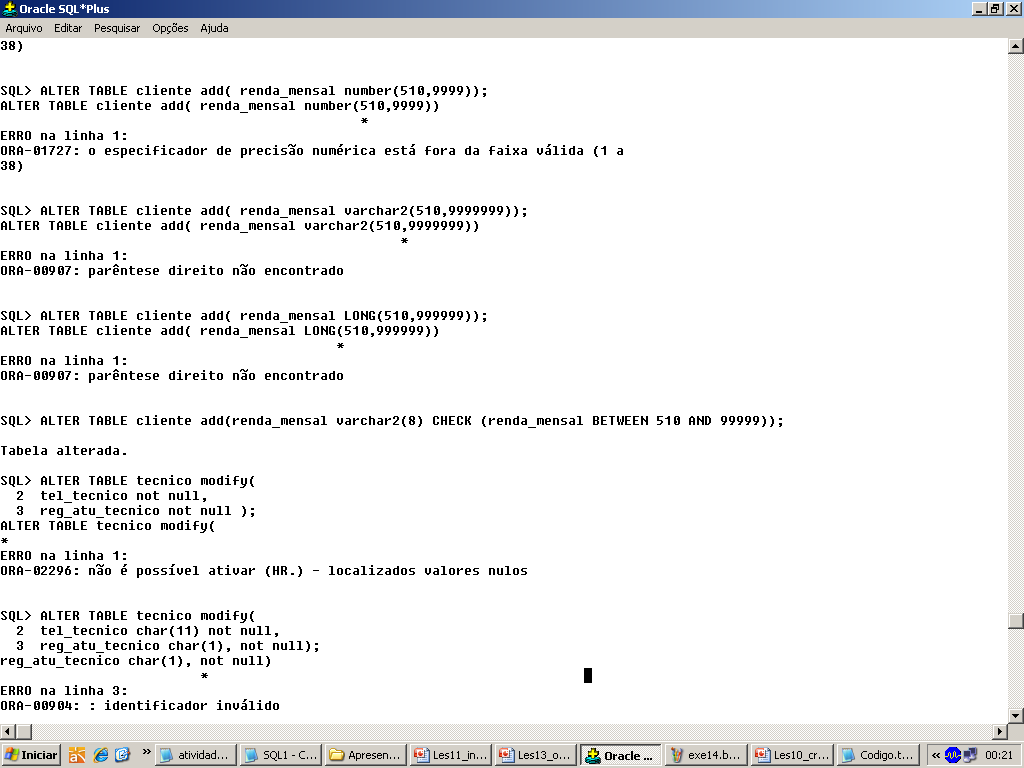 Oracle SQL*Plus
Arquivo Editar Pesquisar Opções Ajuda
38)
SQL> ALTER TABLE cliente add( renda_mensal number(510,9999));
ALTER TABLE cliente add( renda_mensal number(510,9999))
*
ERRO na linha 1:
ORA-01727: o especificador de precisão numérica está fora da faixa válida (1 a
38)
SQL> ALTER TABLE cliente add( renda_mensal varchar2(510,9999999));
ALTER TABLE cliente add( renda_mensal varchar2(510,9999999))
*
ERRO na linha 1:
ORA-00907: parêntese direito não encontrado
SQL> ALTER TABLE cliente add( renda_mensal LONG(510,999999));
ALTER TABLE cliente add( renda_mensal LONG(510,999999))
*
ERRO na linha 1:
ORA-00907: parêntese direito não encontrado
SQL> ALTER TABLE cliente add(renda_mensal varchar2(8) CHECK (renda_mensal BETWEEN 510 AND 99999));
Tabela alterada.
SQL> ALTER TABLE tecnico modify(
2 tel_tecnico not null,
3 reg_atu_tecnico not null );
ALTER TABLE tecnico modify(
*
ERRO na linha 1:
ORA-02296: não é possível ativar (HR.) - localizados valores nulos
SQL> ALTER TABLE tecnico modify(
2 tel_tecnico char(11) not null,
3 reg_atu_tecnico char(1), not null);
reg_atu_tecnico char(1), not null)
*
ERRO na linha 3:
ORA-00904: : identificador inválido
Iniciar » atividad... SQL1 - C... Apresen... Les11_in... Les13_o... Oracle ... exe14.b... Les10_cr... Codigo.t... « 00:21